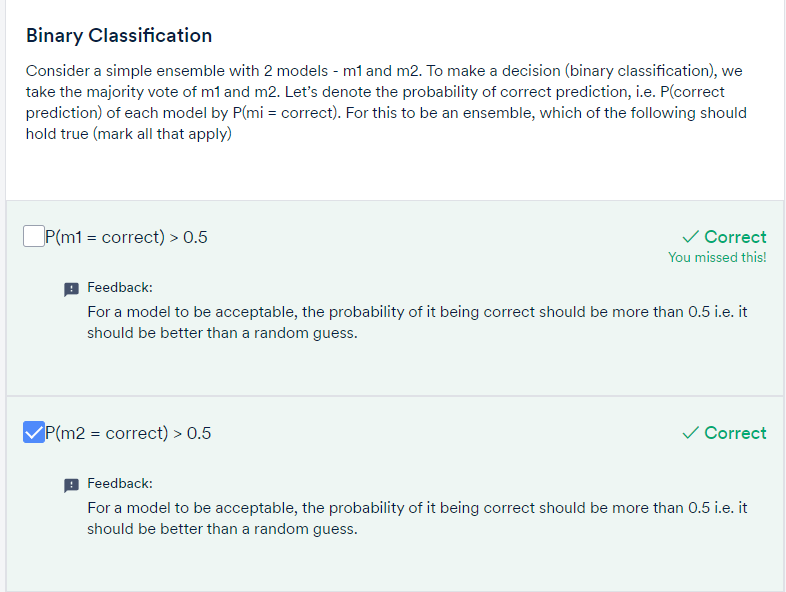 Binary Classification
Consider a simple ensemble with 2 models - m1 and m2. To make a decision (binary classification), we
take the majority vote of m1 and m2. Let's denote the probability of correct prediction, i.e. P(correct
prediction) of each model by P(mi = correct). For this to be an ensemble, which of the following should
hold true (mark all that apply)
P(m1 = correct) > 0.5
Correct
You missed this!
Feedback:
For a model to be acceptable, the probability of it being correct should be more than 0.5 i.e. it
should be better than a random guess.
P(m2 = correct) > 0.5
Correct
Feedback:
For a model to be acceptable, the probability of it being correct should be more than 0.5 i.e. it
should be better than a random guess.